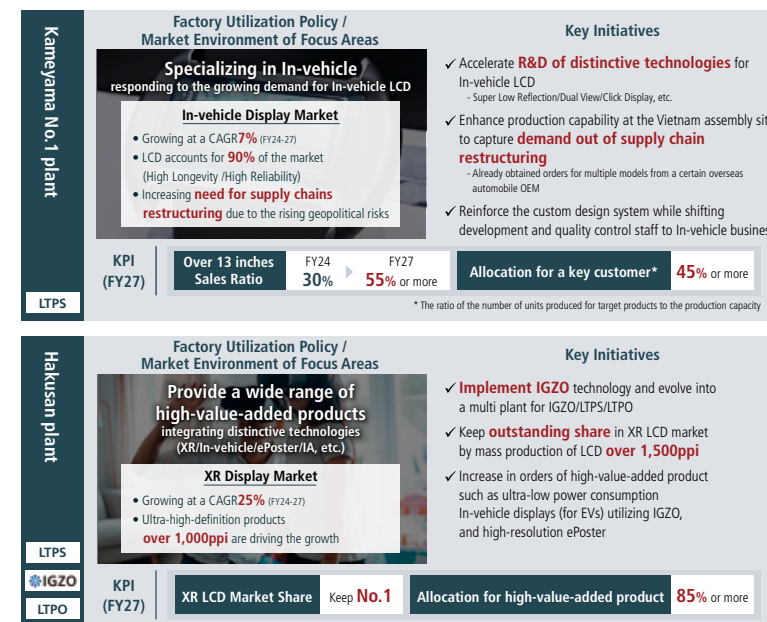 Kameyama No.1 plant
LTPS
Factory Utilization Policy /
Market Environment of Focus Areas
Specializing in In-vehicle
responding to the growing demand for In-vehicle LCD
In-vehicle Display Market
• Growing at a CAGR7% (FY24-27)
• LCD accounts for 90% of the market
(High Longevity /High Reliability)
• Increasing need for supply chains
restructuring due to the rising geopolitical risks
Key Initiatives
✓ Accelerate R&D of distinctive technologies for
In-vehicle LCD
- Super Low Reflection/Dual View/Click Display, etc.
✓ Enhance production capability at the Vietnam assembly sit
to capture demand out of supply chain
restructuring
- Already obtained orders for multiple models from a certain overseas
automobile OEM
✓ Reinforce the custom design system while shifting
development and quality control staff to In-vehicle busines
KPI
(FY27)
Over 13 inches
Sales Ratio
FY24
30%
FY27
55% or more
Allocation for a key customer*
45% or more
* The ratio of the number of units produced for target products to the production capacity
Hakusan plant
LTPS
IGZO
LTPO
Factory Utilization Policy /
Market Environment of Focus Areas
Provide a wide range of
high-value-added products
integrating distinctive technologies
(XR/In-vehicle/ePoster/IA, etc.)
XR Display Market
• Growing at a CAGR25% (FY24-27)
• Ultra-high-definition products
over 1,000ppi are driving the growth
Key Initiatives
✓ Implement IGZO technology and evolve into
a multi plant for IGZO/LTPS/LTPO
✓ Keep outstanding share in XR LCD market
by mass production of LCD over 1,500ppi
✓ Increase in orders of high-value-added product
such as ultra-low power consumption
In-vehicle displays (for EVs) utilizing IGZO,
and high-resolution ePoster
KPI
(FY27)
XR LCD Market Share
Keep No.1
Allocation for high-value-added product
85% or more